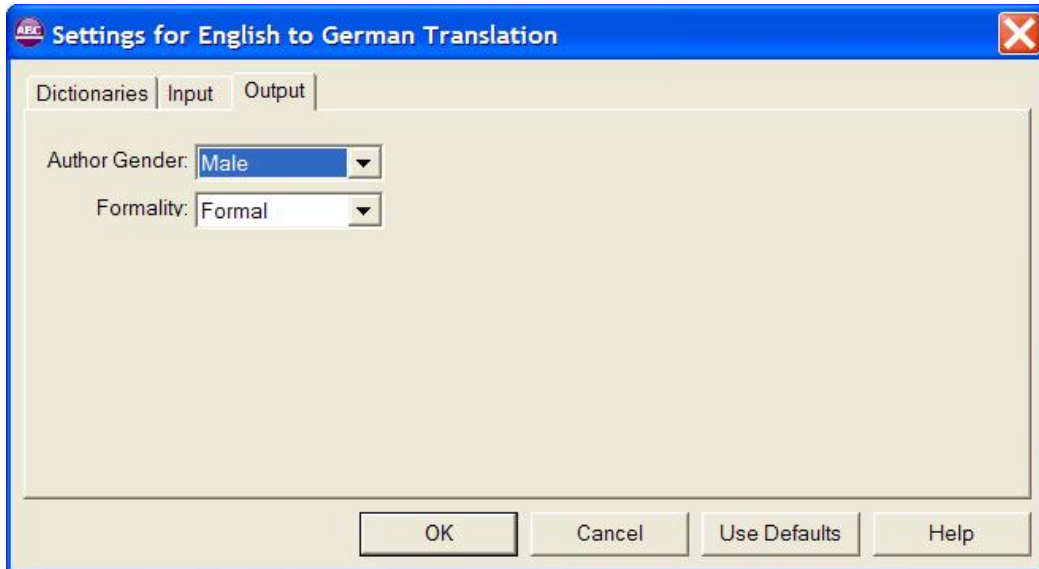 ABC Settings for English to German Translation
Dictionaries Input Output
Author Gender: Male
Formality: Formal
OK Cancel Use Defaults Help